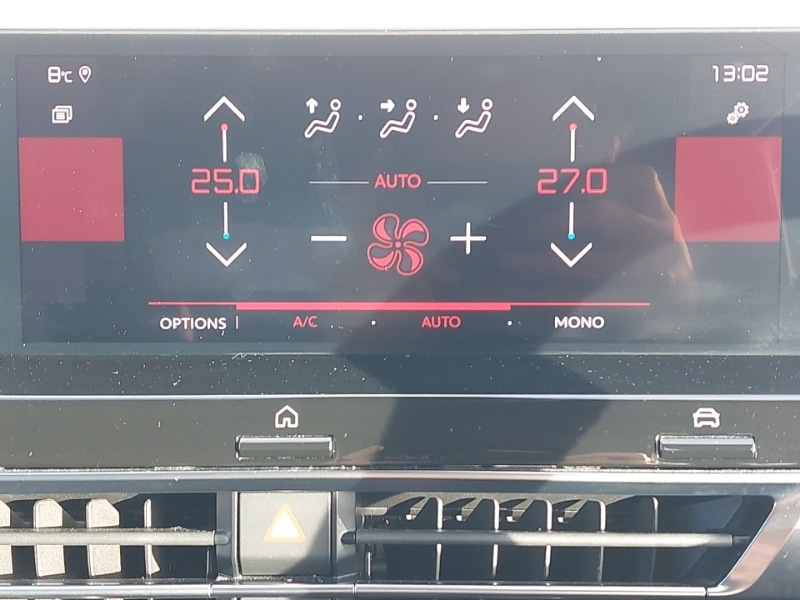 8°C 13:02
25.0 AUTO 27.0
OPTIONS A/C AUTO MONO